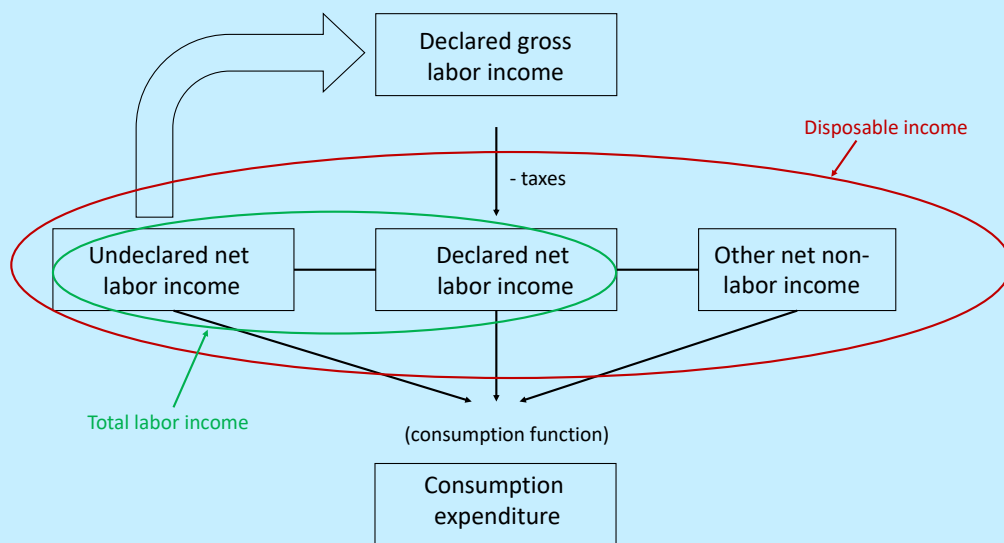 Declared gross
labor income
Disposable income
- taxes
Undeclared net
labor income
Declared net
labor income
Other net non-
labor income
Total labor income
(consumption function)
Consumption
expenditure